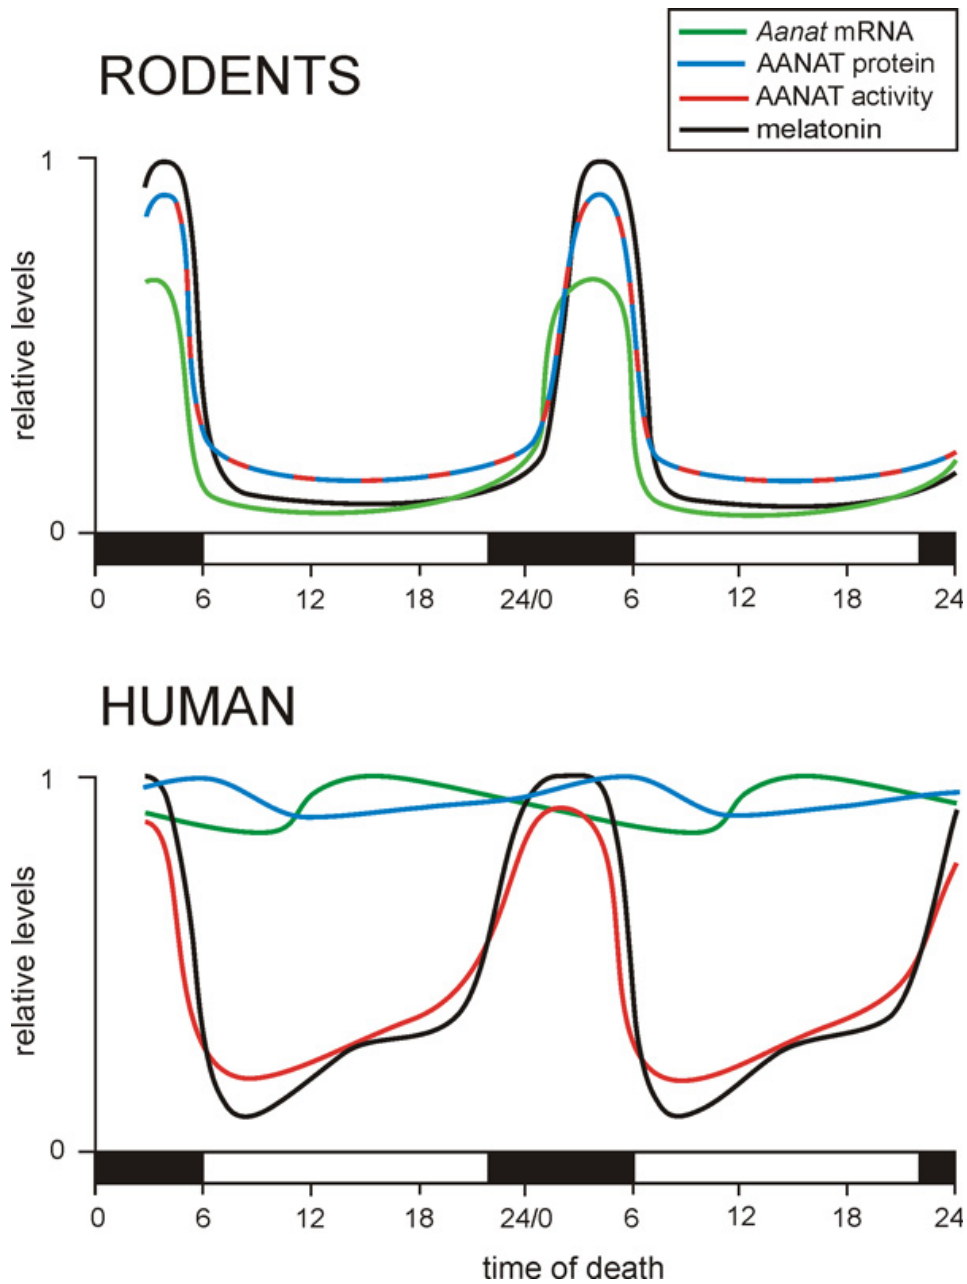 Aanat mRNA
AANAT protein
AANAT activity
melatonin
RODENTS
1
relative levels
0
0 6 12 18 24/0 6 12 18 24
HUMAN
1
relative levels
0
0 6 12 18 24/0 6 12 18 24
time of death